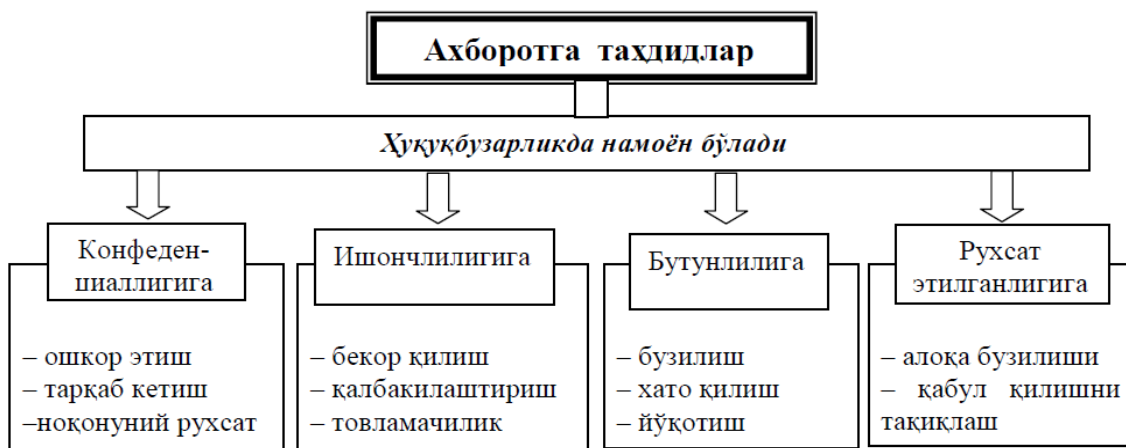 Ахборотга таҳдидлар
Ҳуқуқбузарликда намоён бўлади
Конфеден-
циаллигига
– ошкор этиш
– тарқаб кетиш
–ноқонуний рухсат
Ишончлилигига
– бекор қилиш
– қалбакилаштириш
– товламачилик
Бутунлилига
– бузилиш
– хато қилиш
– йўқотиш
Рухсат
этилганлигига
– алоқа бузилиши
– қабул қилишни
тақиқлаш